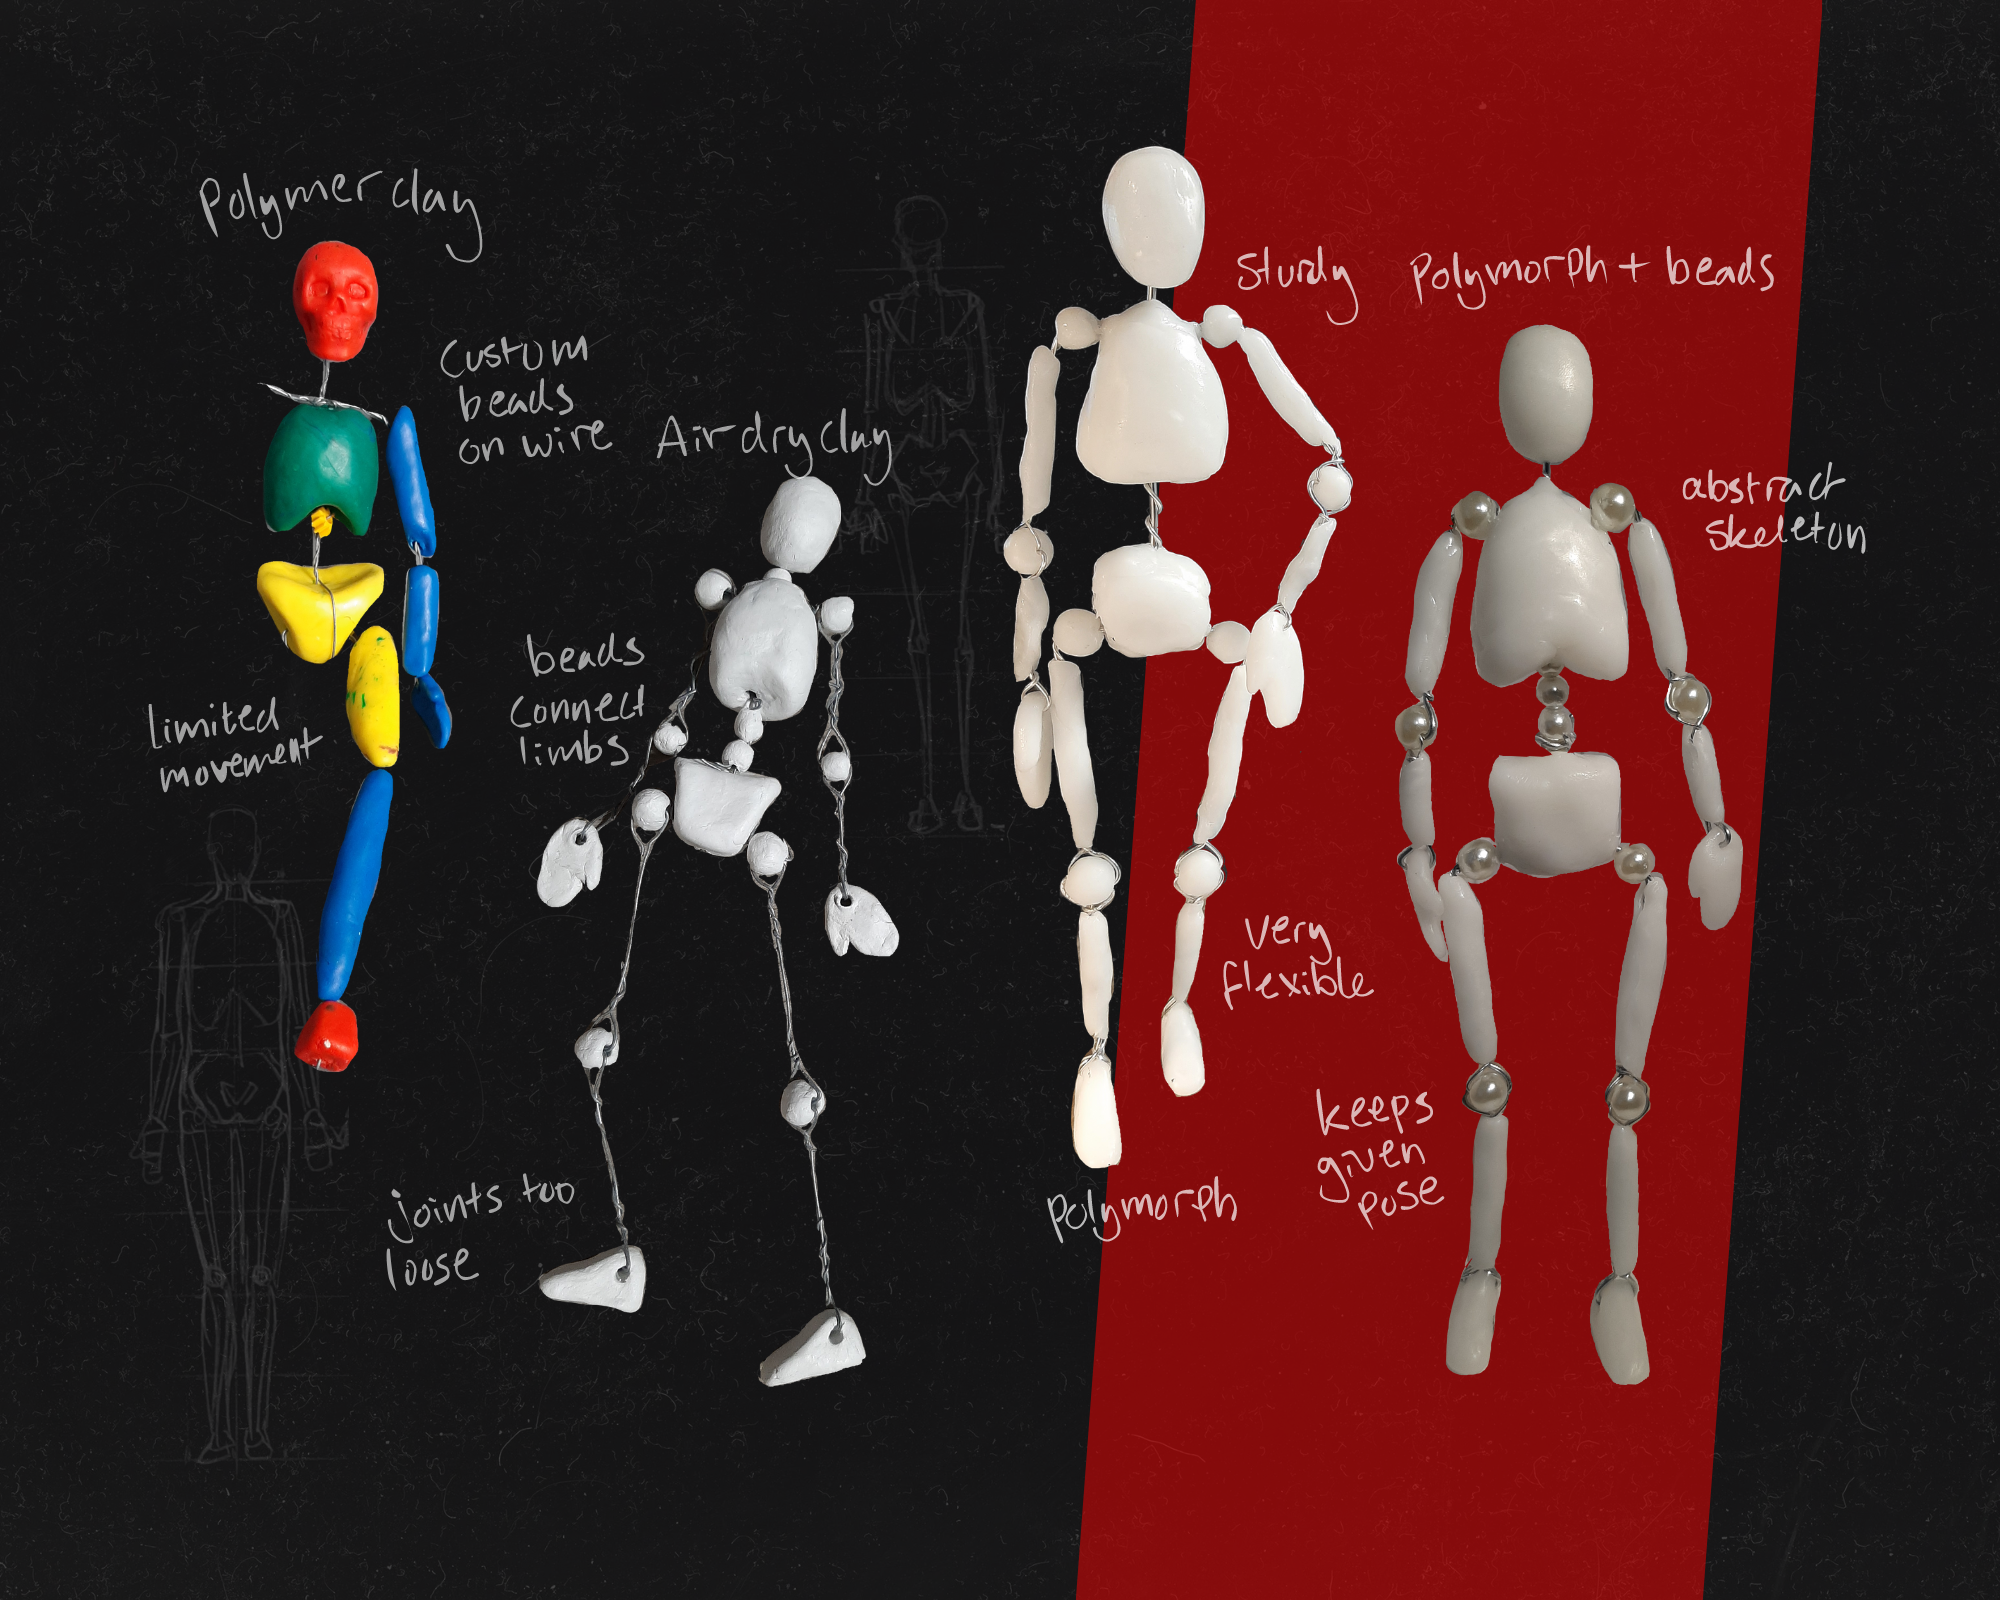 Polymer clay
Custom
beads
on wire
limited
movement
Air dry clay
beads
connect
limbs
joints too
loose
Sturdy
very
flexible
Polymorph
Polymorph + beads
abstract
skeleton
keeps
given
pose